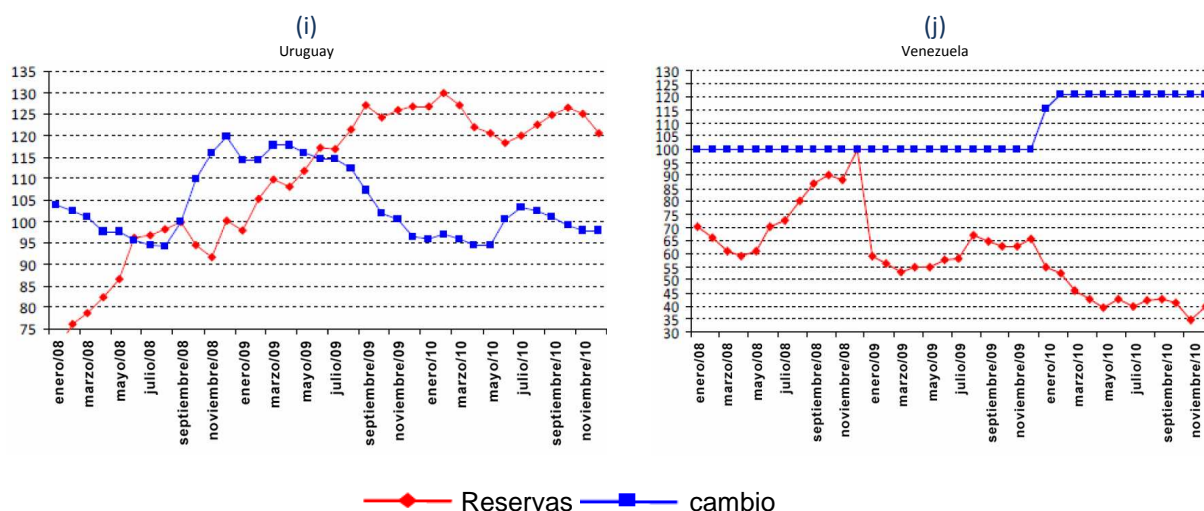 (i)
Uruguay
135
130
125
120
115
110
105
100
95
90
85
80
75
enero/08
marzo/08
mayo/08
julio/08
septiembre/08
noviembre/08
enero/09
marzo/09
mayo/09
julio/09
septiembre/09
noviembre/09
enero/10
marzo/10
mayo/10
julio/10
septiembre/10
noviembre/10
(j)
Venezuela
130
125
120
115
110
105
100
95
90
85
80
75
70
65
60
55
50
45
40
35
30
enero/08
marzo/08
mayo/08
julio/08
septiembre/08
noviembre/08
enero/09
marzo/09
mayo/09
julio/09
septiembre/09
noviembre/09
enero/10
marzo/10
mayo/10
julio/10
septiembre/10
noviembre/10
Reservas cambio